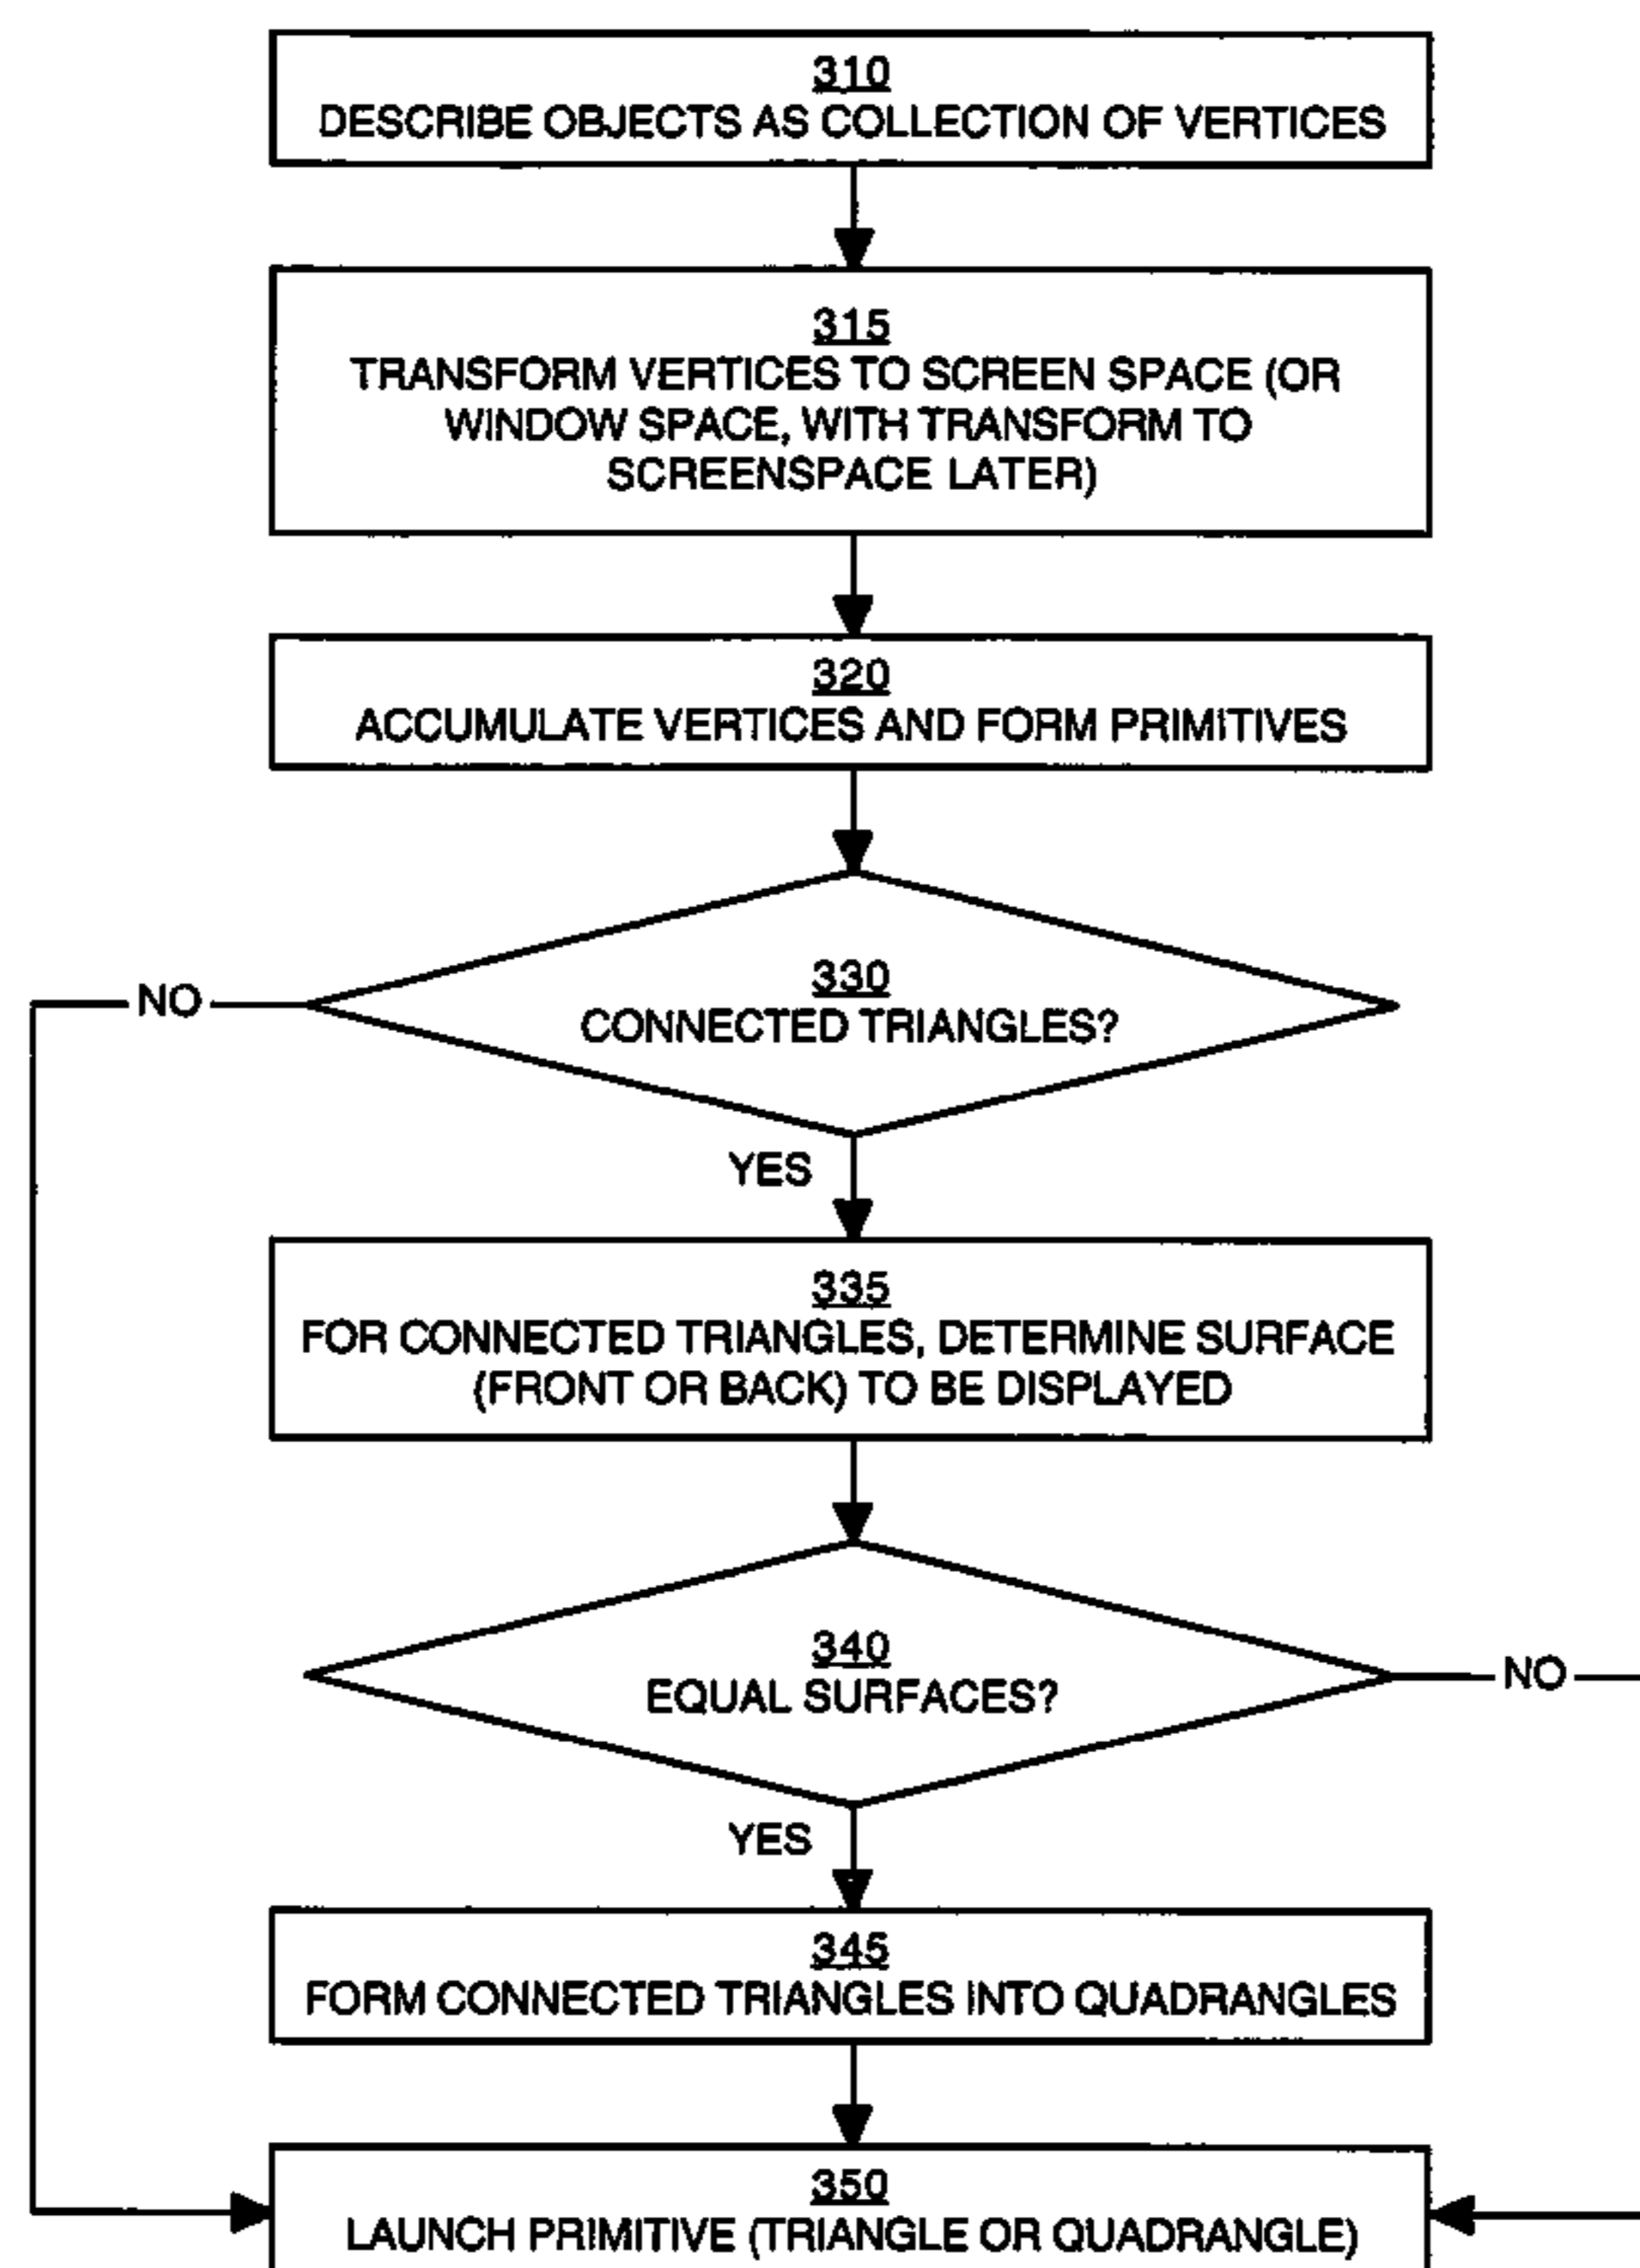 310
DESCRIBE OBJECTS AS COLLECTION OF VERTICES
315
TRANSFORM VERTICES TO SCREEN SPACE (OR
WINDOW SPACE, WITH TRANSFORM TO
SCREENSPACE LATER)
320
ACCUMULATE VERTICES AND FORM PRIMITIVES
330
CONNECTED TRIANGLES?
NO
YES
335
FOR CONNECTED TRIANGLES, DETERMINE SURFACE
(FRONT OR BACK) TO BE DISPLAYED
340
EQUAL SURFACES?
NO
YES
345
FORM CONNECTED TRIANGLES INTO QUADRANGLES
350
LAUNCH PRIMITIVE (TRIANGLE OR QUADRANGLE)